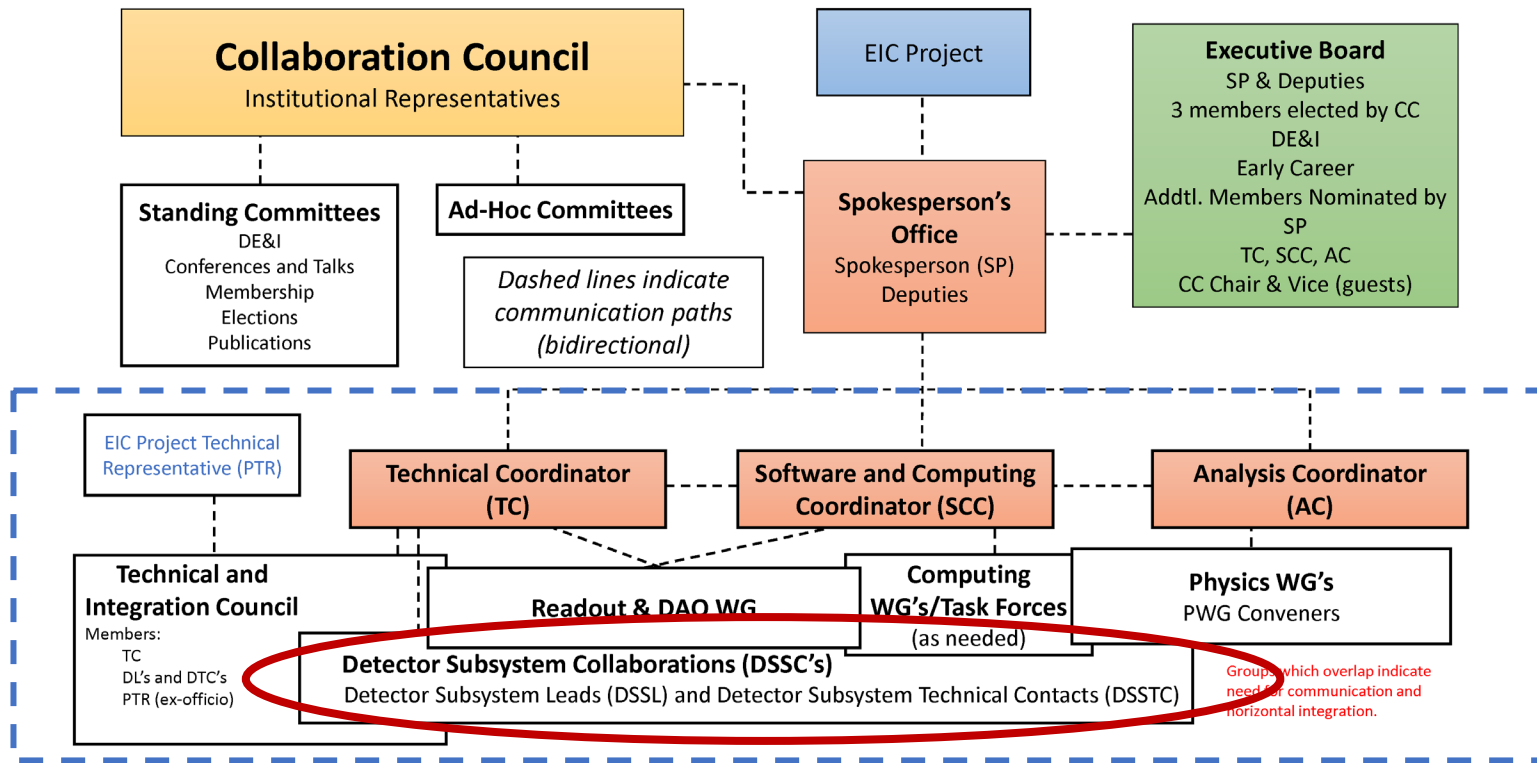 Collaboration Council
Institutional Representatives
EIC Project
Executive Board
SP & Deputies
3 members elected by CC
DE&I
Early Career
Addtl. Members Nominated by
SP
TC, SCC, AC
CC Chair & Vice (guests)
Standing Committees
DE&I
Conferences and Talks
Membership
Elections
Publications
Ad-Hoc Committees
Spokesperson's
Office
Spokesperson (SP)
Deputies
Dashed lines indicate
communication paths
(bidirectional)
EIC Project Technical
Representative (PTR)
Technical Coordinator
(TC)
Software and Computing
Coordinator (SCC)
Analysis Coordinator
(AC)
Technical and
Integration Council
Members:
TC
DL's and DTC's
PTR (ex-officio)
Readout & DAQ WG
Computing
WG's/Task Forces
(as needed)
Physics WG's
PWG Conveners
Detector Subsystem Collaborations (DSSC's)
Detector Subsystem Leads (DSSL) and Detector Subsystem Technical Contacts (DSSTC)
Groups which overlap indicate
need for communication and
horizontal integration.